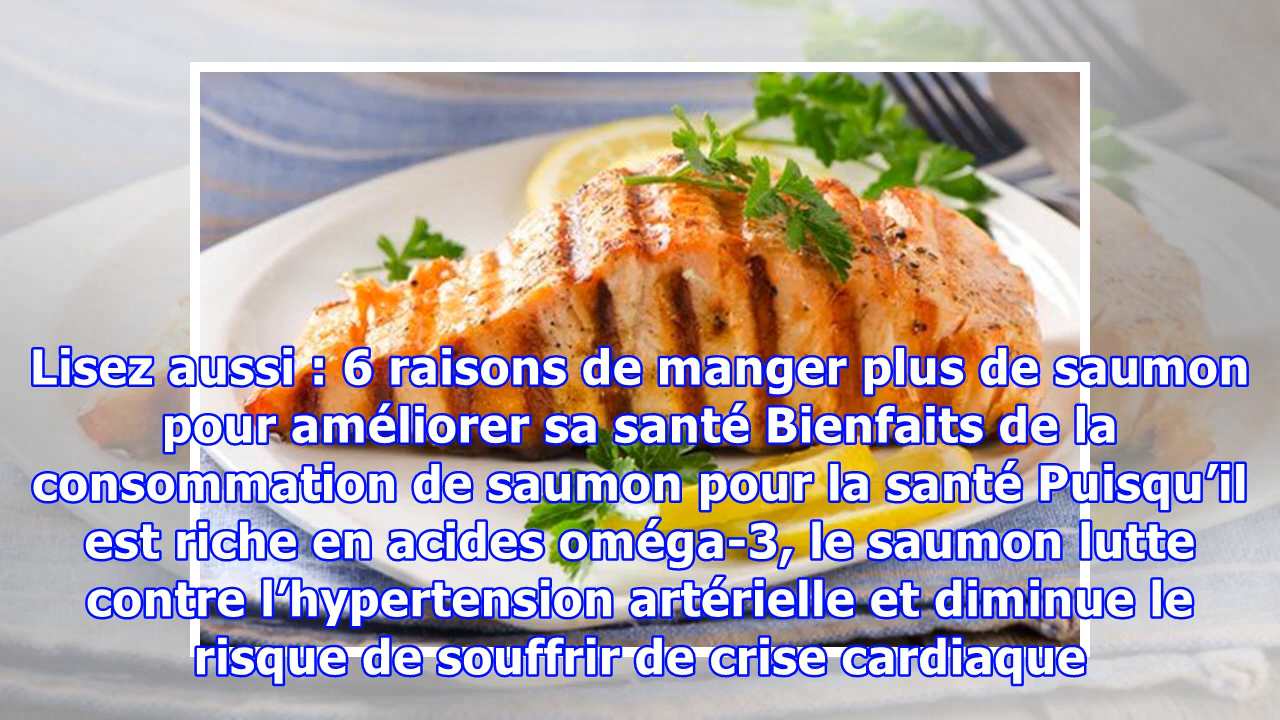 Lisez aussi : 6 raisons de manger plus de saumon
pour améliorer sa santé Bienfaits de la
consommation de saumon pour la santé Puisqu’il
est riche en acides oméga-3, le saumon lutte
contre l’hypertension artérielle et diminue le
risque de souffrir de crise cardiaque